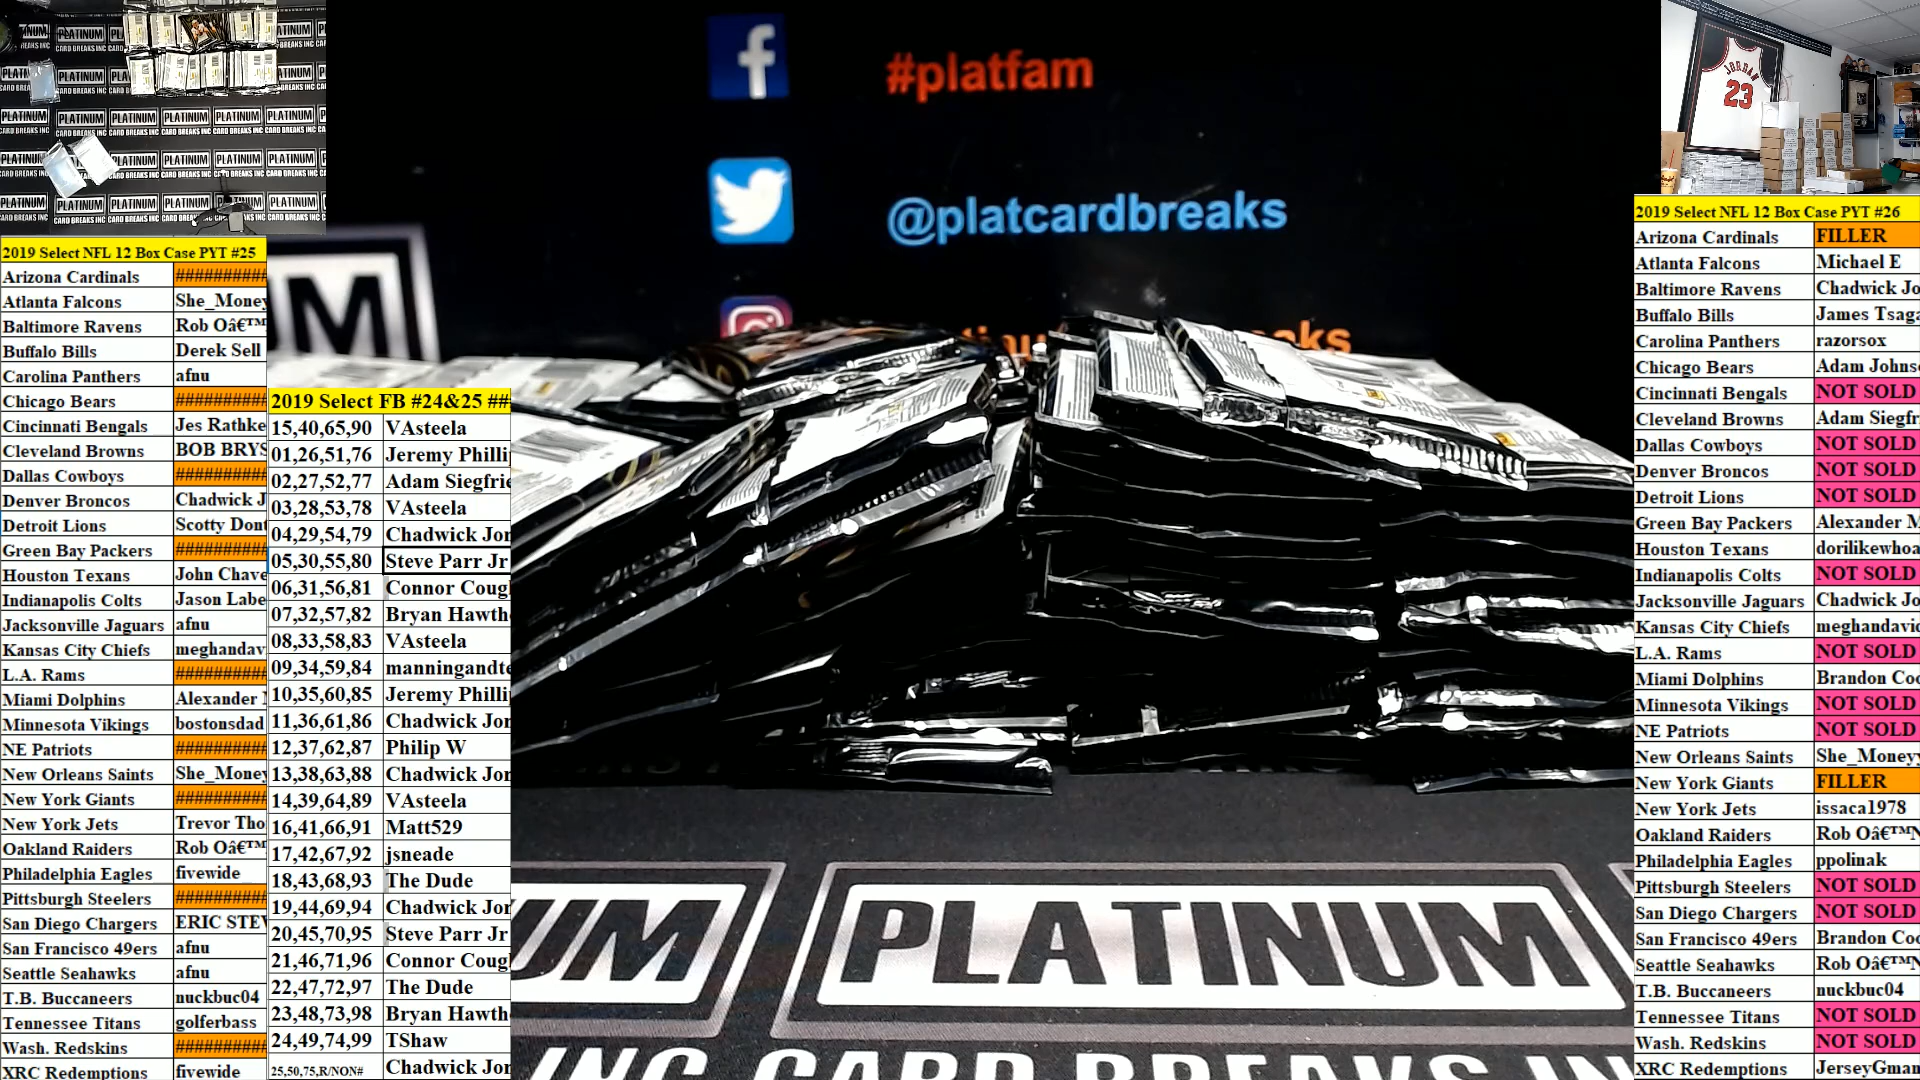 #platfam
@platcardbreaks
JORDAN
23
2019 Select NFL 12 Box Case PYT #25
Arizona Cardinals ##########
Atlanta Falcons She_Money
Baltimore Ravens Rob Oâ€™
Buffalo Bills Derek Sell
Carolina Panthers afnu
Chicago Bears ##########
Cincinnati Bengals Jes Rathke
Cleveland Browns BOB BRYS
Dallas Cowboys ##########
Denver Broncos Chadwick J
Detroit Lions Scotty Dont
Green Bay Packers ##########
Houston Texans John Chave
Indianapolis Colts Jason Labe
Jacksonville Jaguars afnu
Kansas City Chiefs meghandav
L.A. Rams ##########
Miami Dolphins Alexander
Minnesota Vikings bostonsdad
NE Patriots ##########
New Orleans Saints She_Money
New York Giants ##########
New York Jets Trevor Tho
Oakland Raiders Rob Oâ€™
Philadelphia Eagles fivewide
Pittsburgh Steelers ##########
San Diego Chargers ERIC STEV
San Francisco 49ers afnu
Seattle Seahawks afnu
T.B. Buccaneers nuckbuc04
Tennessee Titans golferbass
Wash. Redskins ##########
XRC Redemptions fivewide
2019 Select FB #24&25 ##
15,40,65,90 VAsteela
01,26,51,76 Jeremy Philli
02,27,52,77 Adam Siegfrie
03,28,53,78 VAsteela
04,29,54,79 Chadwick Jor
05,30,55,80 Steve Parr Jr
06,31,56,81 Connor Coug
07,32,57,82 Bryan Hawth
08,33,58,83 VAsteela
09,34,59,84 manningandte
10,35,60,85 Jeremy Philli
11,36,61,86 Chadwick Jor
12,37,62,87 Philip W
13,38,63,88 Chadwick Jor
14,39,64,89 VAsteela
16,41,66,91 Matt529
17,42,67,92 jsneade
18,43,68,93 The Dude
19,44,69,94 Chadwick Jor
20,45,70,95 Steve Parr Jr
21,46,71,96 Connor Coug
22,47,72,97 The Dude
23,48,73,98 Bryan Hawth
24,49,74,99 TShaw
25,50,75,R/NON# Chadwick Jor
2019 Select NFL 12 Box Case PYT #26
Arizona Cardinals FILLER
Atlanta Falcons Michael E
Baltimore Ravens Chadwick Jo
Buffalo Bills James Tsaga
Carolina Panthers razorsox
Chicago Bears Adam Johns
Cincinnati Bengals NOT SOLD
Cleveland Browns Adam Siegfr
Dallas Cowboys NOT SOLD
Denver Broncos NOT SOLD
Detroit Lions NOT SOLD
Green Bay Packers Alexander M
Houston Texans dorilikewhoa
Indianapolis Colts NOT SOLD
Jacksonville Jaguars Chadwick Jo
Kansas City Chiefs meghandavid
L.A. Rams NOT SOLD
Miami Dolphins Brandon Coo
Minnesota Vikings NOT SOLD
NE Patriots NOT SOLD
New Orleans Saints She_Money
New York Giants FILLER
New York Jets issaca1978
Oakland Raiders Rob Oâ€™N
Philadelphia Eagles ppolinak
Pittsburgh Steelers NOT SOLD
San Diego Chargers NOT SOLD
San Francisco 49ers Brandon Coo
Seattle Seahawks Rob Oâ€™N
T.B. Buccaneers nuckbuc04
Tennessee Titans NOT SOLD
Wash. Redskins NOT SOLD
XRC Redemptions JerseyGman
PLATINUM
CARD BREAKS